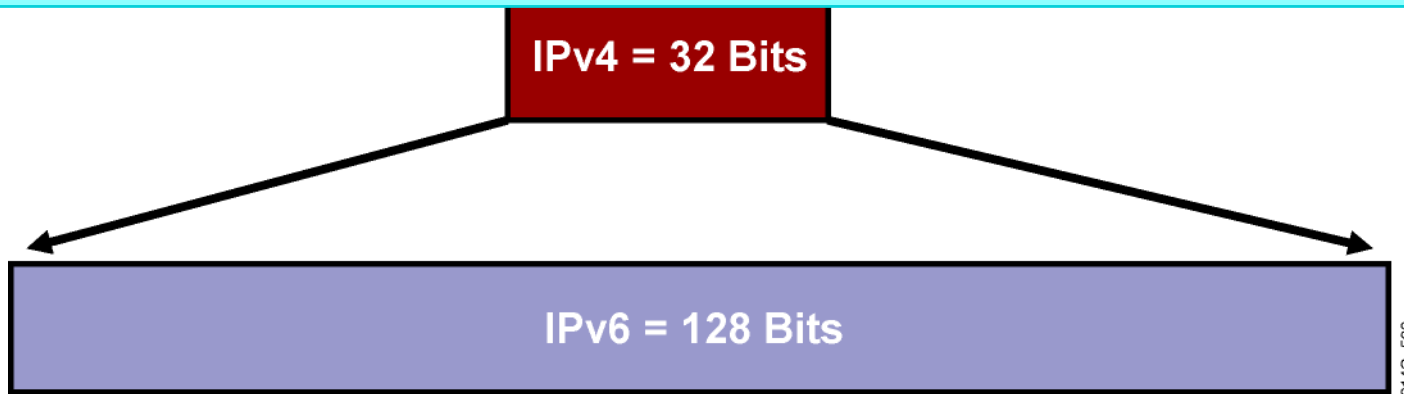 IPv4 = 32 Bits
IPv6 = 128 Bits